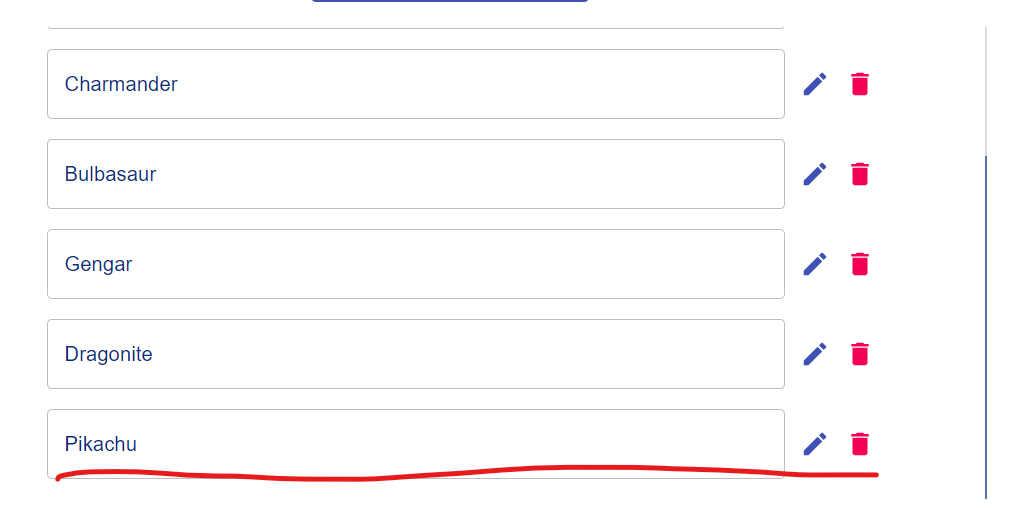 Charmander
Bulbasaur
Gengar
Dragonite
Pikachu